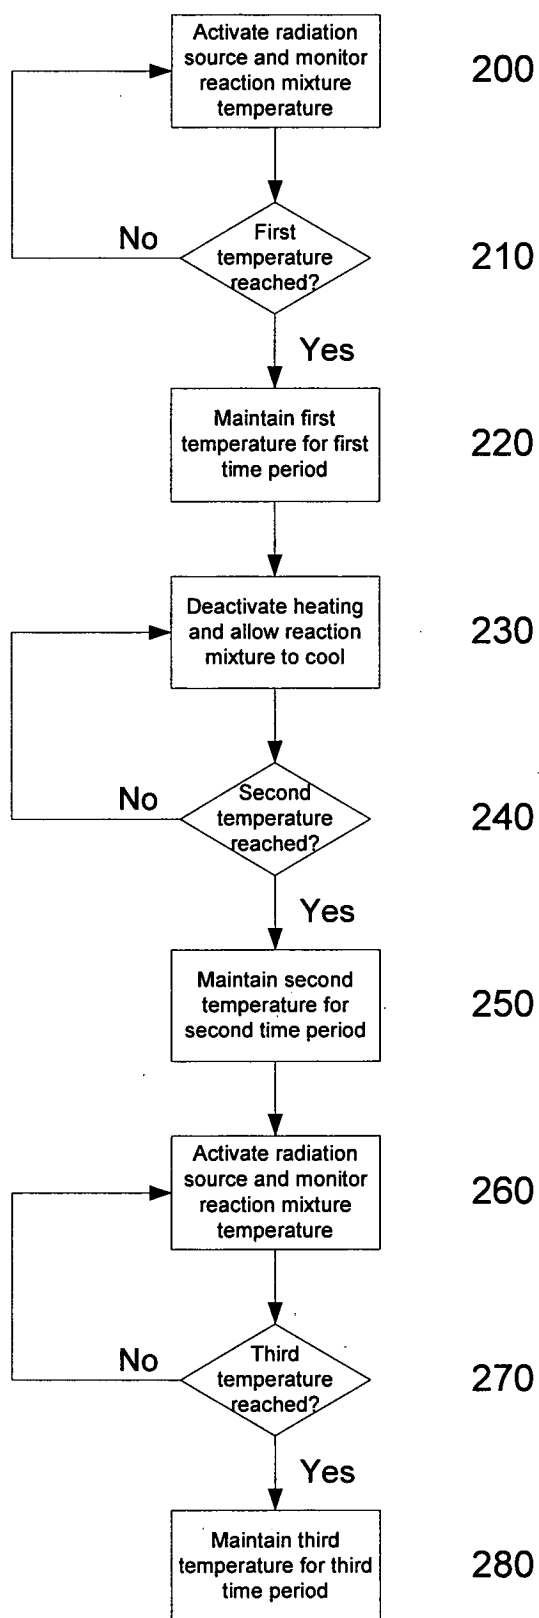 Activate radiation
source and monitor
reaction mixture
temperature
200
No
First
temperature
reached?
210
Yes
Maintain first
temperature for first
time period
220
Deactivate heating
and allow reaction
mixture to cool
230
No
Second
temperature
reached?
240
Yes
Maintain second
temperature for
second time period
250
Activate radiation
source and monitor
reaction mixture
temperature
260
No
Third
temperature
reached?
270
Yes
Maintain third
temperature for third
time period
280